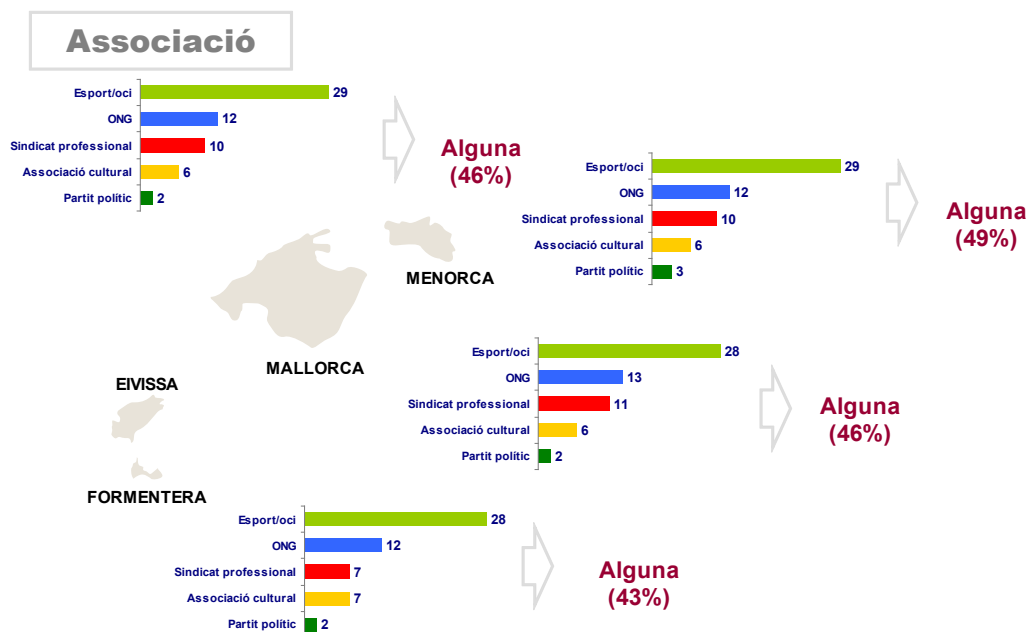 Associació
Esport/oci 29
ONG 12
Sindicat professional 10
Associació cultural 6
Partit polític 2
Alguna
(46%)
Esport/oci 29
ONG 12
Sindicat professional 10
Associació cultural 6
Partit polític 3
Alguna
(49%)
MENORCA
MALLORCA
Esport/oci 28
ONG 13
Sindicat professional 11
Associació cultural 6
Partit polític 2
Alguna
(46%)
EIVISSA
FORMENTERA
Esport/oci 28
ONG 12
Sindicat professional 7
Associació cultural 7
Partit polític 2
Alguna
(43%)